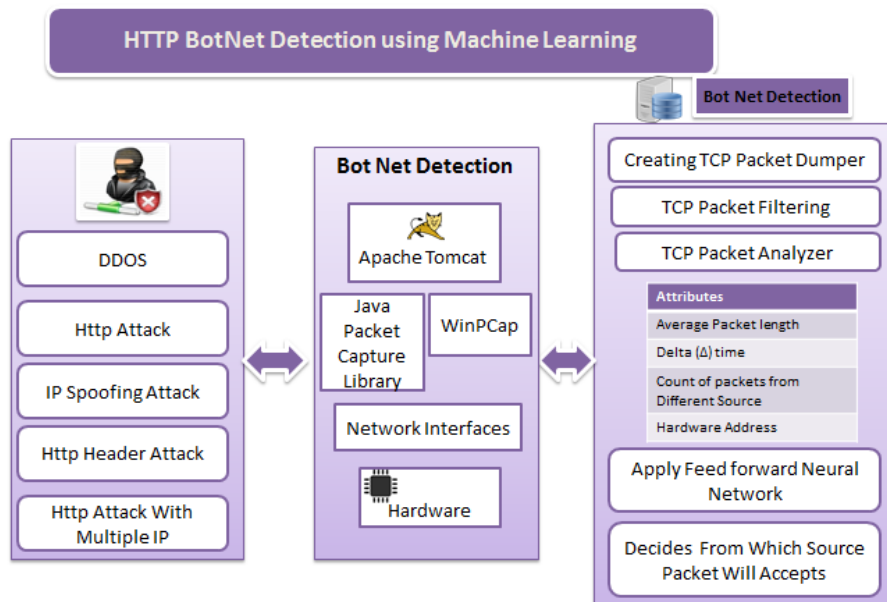 HTTP BotNet Detection using Machine Learning
Bot Net Detection
DDOS
Http Attack
IP Spoofing Attack
Http Header Attack
Http Attack With
Multiple IP
Bot Net Detection
Apache Tomcat
Java
Packet
Capture
Library
WinPCap
Network Interfaces
Hardware
Creating TCP Packet Dumper
TCP Packet Filtering
TCP Packet Analyzer
Attributes
Average Packet length
Delta (Δ) time
Count of packets from
Different Source
Hardware Address
Apply Feed forward Neural
Network
Decides From Which Source
Packet Will Accepts